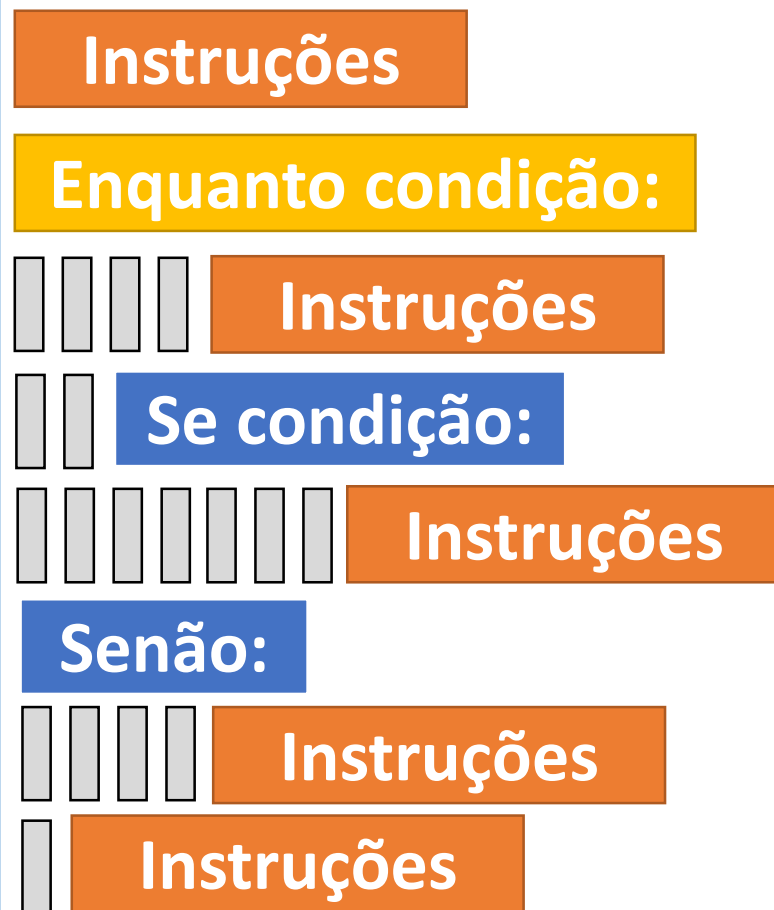 Instruções
Enquanto condição:
Instruções
Se condição:
Instruções
Senão:
Instruções
Instruções